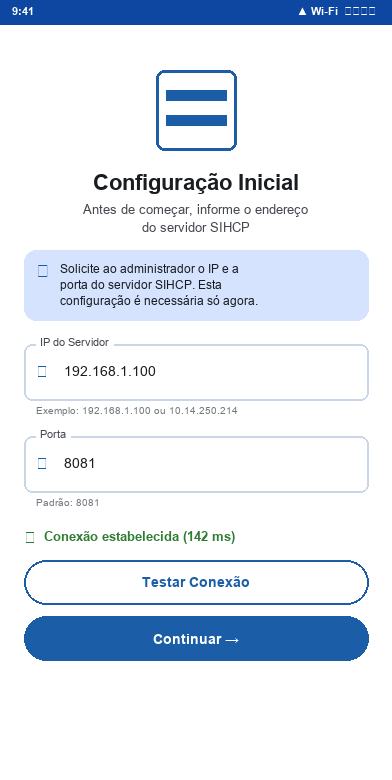 9:41
▲ Wi-Fi
Configuração Inicial
Antes de começar, informe o endereço
do servidor SIHCP
Solicite ao administrador o IP e a
porta do servidor SIHCP. Esta
configuração é necessária só agora.
IP do Servidor
192.168.1.100
Exemplo: 192.168.1.100 ou 10.14.250.214
Porta
8081
Padrão: 8081
Conexão estabelecida (142 ms)
Testar Conexão
Continuar →